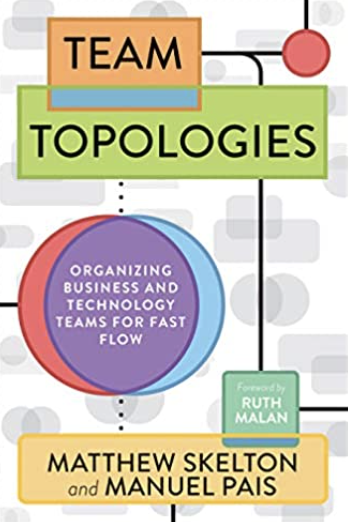 TEAM
TOPOLOGIES
ORGANIZING
BUSINESS AND
TECHNOLOGY
TEAMS FOR FAST
FLOW
Foreword by
RUTH
MALAN
MATTHEW SKELTON
and MANUEL PAIS